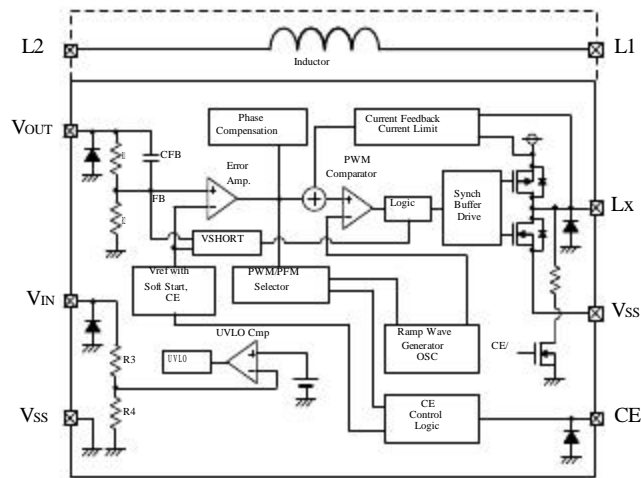 L2
L1
Inductor
VOUT
Phase
Compensation
Current Feedback
Current Limit
CFB
Error
Amp.
PWM
Comparator
FB
Logic
Synch
Buffer
Drive
LX
VSHORT
Vref with
Soft Start,
CE
PWM/PFM
Selector
VIN
VSS
UVLO Cmp
Ramp Wave
Generator
OSC
CE/
R3
UVLO
R4
VSS
CE
Control
Logic
CE